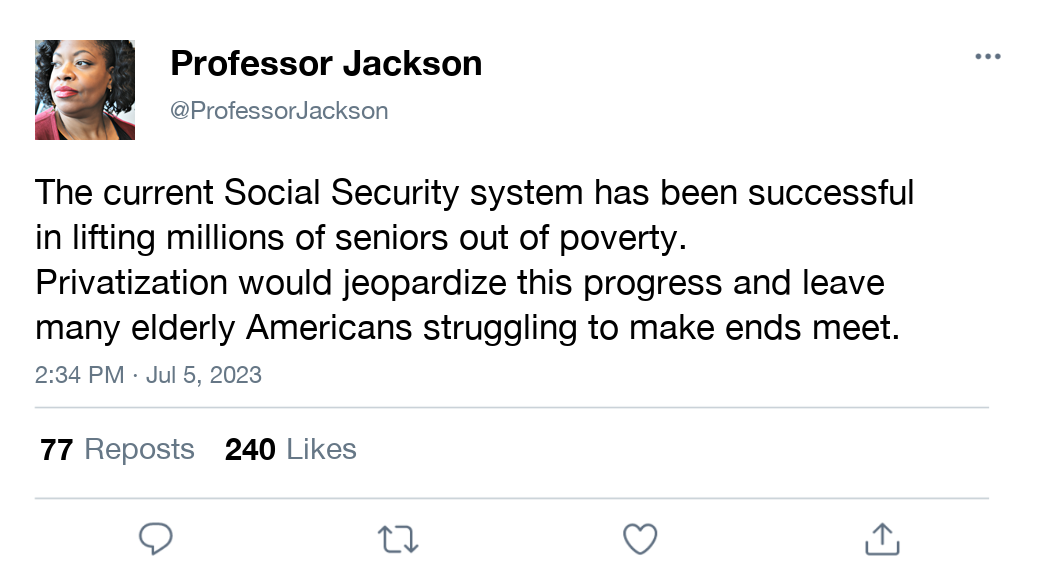 Professor Jackson
@ProfessorJackson
The current Social Security system has been successful
in lifting millions of seniors out of poverty.
Privatization would jeopardize this progress and leave
many elderly Americans struggling to make ends meet.
2:34 PM · Jul 5, 2023
77 Reposts 240 Likes